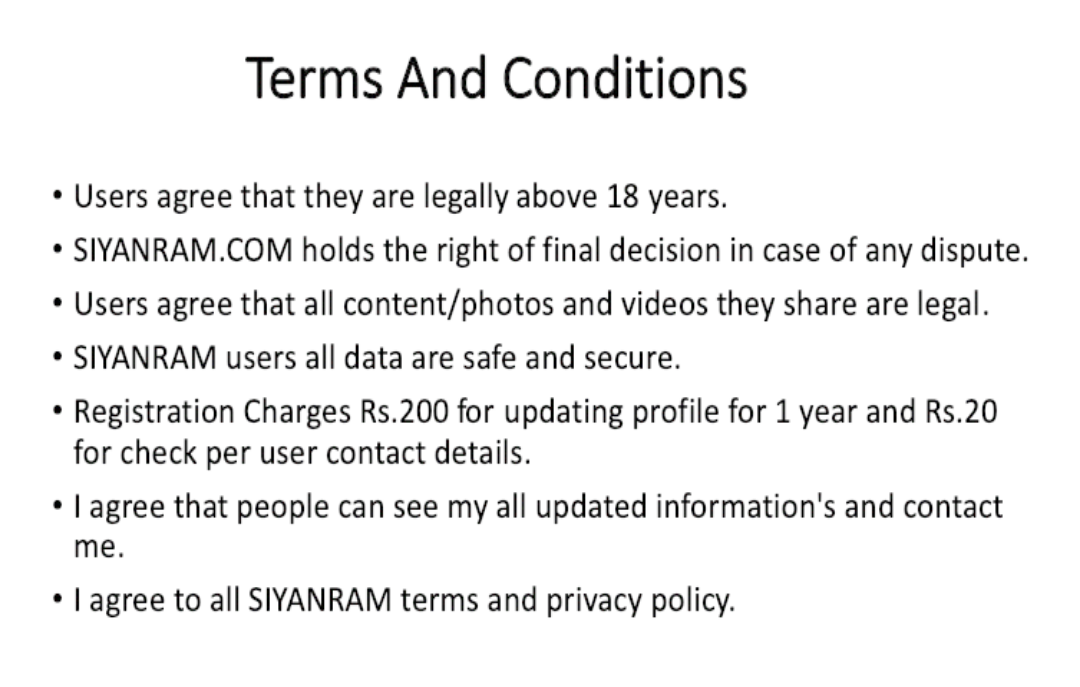 Terms And Conditions
• Users agree that they are legally above 18 years.
• SIYANRAM.COM holds the right of final decision in case of any dispute.
• Users agree that all content/photos and videos they share are legal.
• SIYANRAM users all data are safe and secure.
• Registration Charges Rs.200 for updating profile for 1 year and Rs.20
for check per user contact details.
• I agree that people can see my all updated information's and contact
me.
• I agree to all SIYANRAM terms and privacy policy.